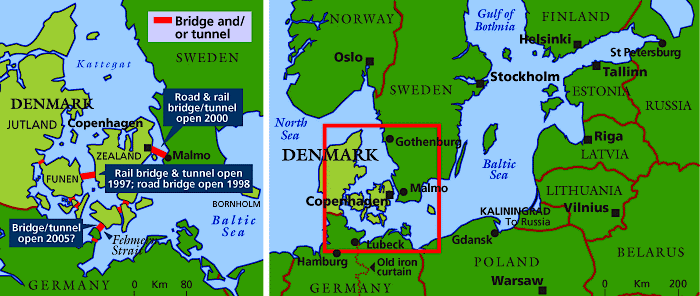 Bridge and/
or tunnel
SWEDEN
Kattegat
DENMARK
Road & rail
bridge/tunnel
open 2000
JUTLAND
Copenhagen
ZEALAND
Malmo
FUNEN
Rail bridge & tunnel open
1997; road bridge open 1998
BORNHOLM
Baltic
Sea
Bridge/tunnel
open 2005?
Fehmern
Strait
GERMANY
0 Km 80
NORWAY
Gulf of
Bothnia
FINLAND
Helsinki
St Petersburg
Oslo
Stockholm
Tallinn
SWEDEN
ESTONIA
RUSSIA
North
Sea
Gothenburg
Riga
LATVIA
DENMARK
Baltic
Sea
Malmo
LITHUANIA
Copenhagen
KALININGRAD
To Russia
Vilnius
Gdansk
Lubeck
Hamburg
Old iron
curtain
POLAND
BELARUS
GERMANY
Warsaw
0 Km 200